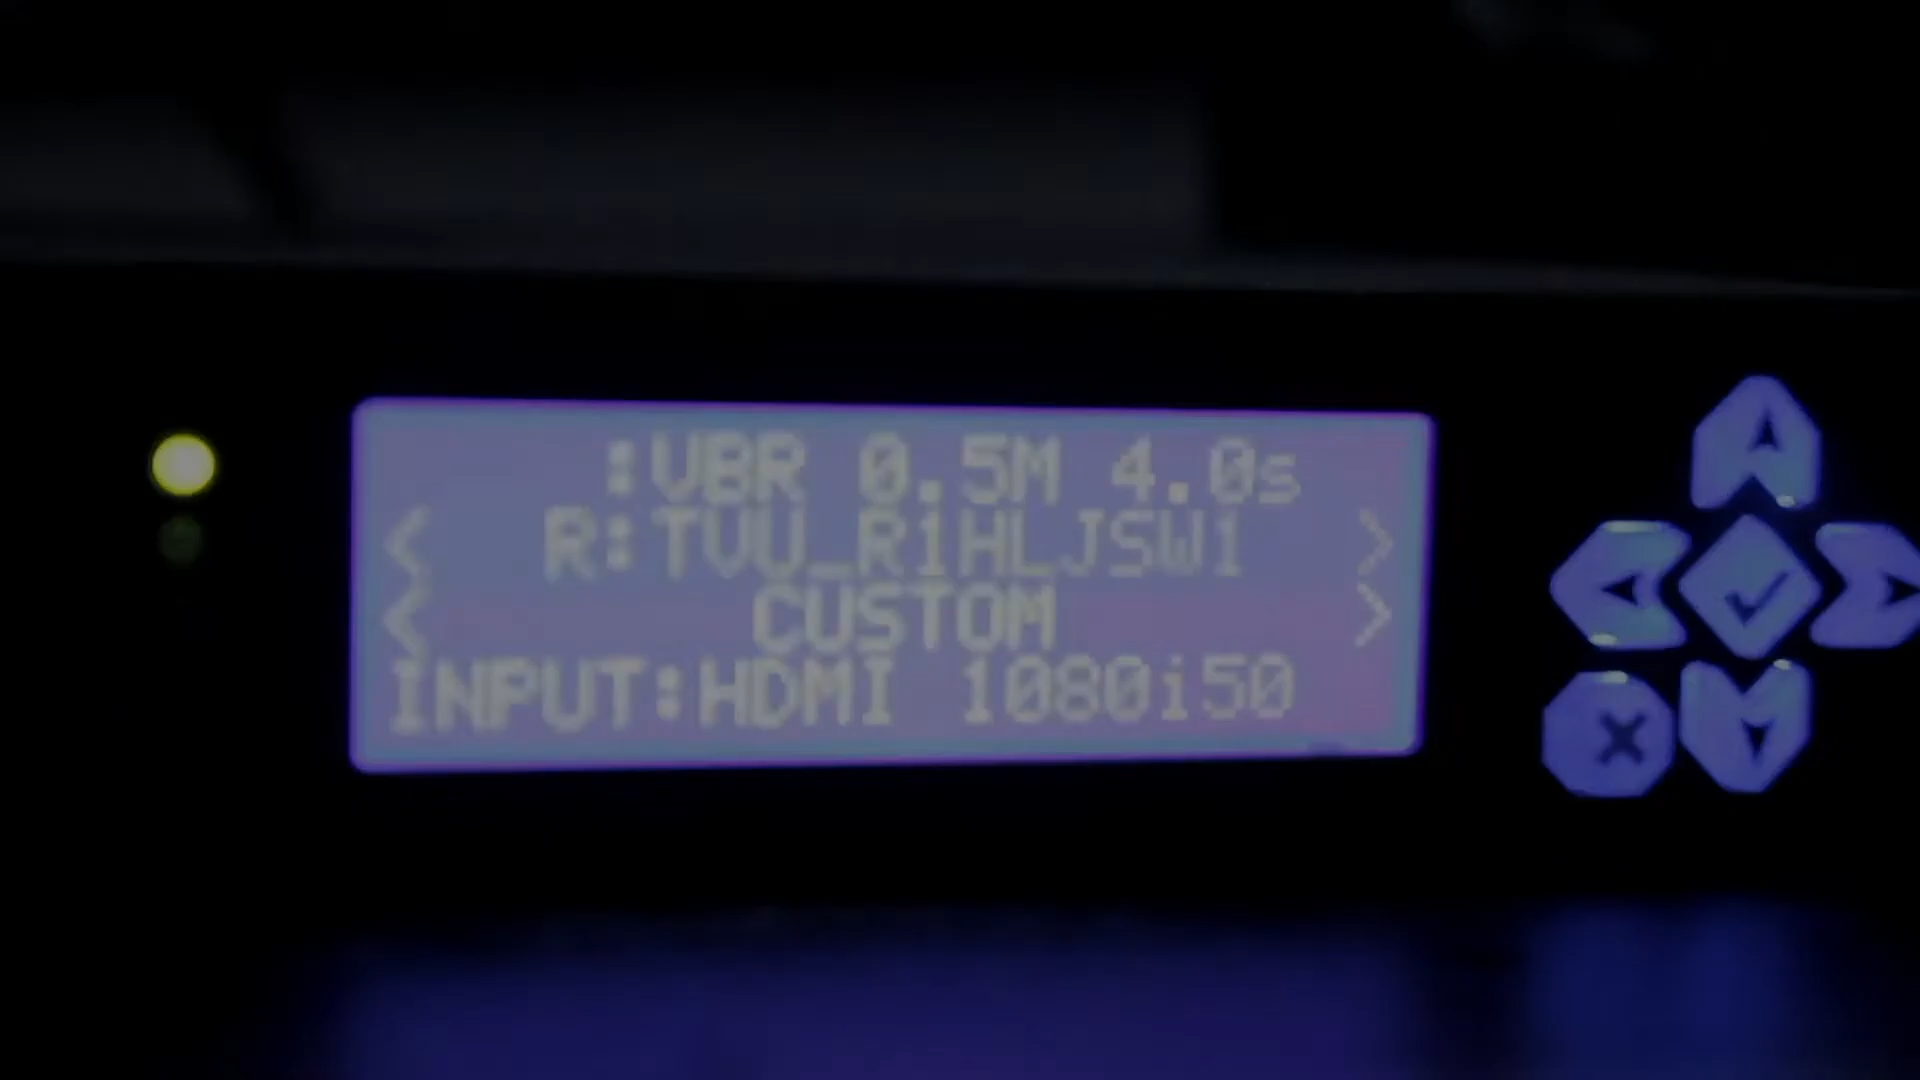 :VBR 0.5M 4.0s
< R:TVU_R1HLJSW1 >
< CUSTOM >
INPUT:HDMI 1080i50